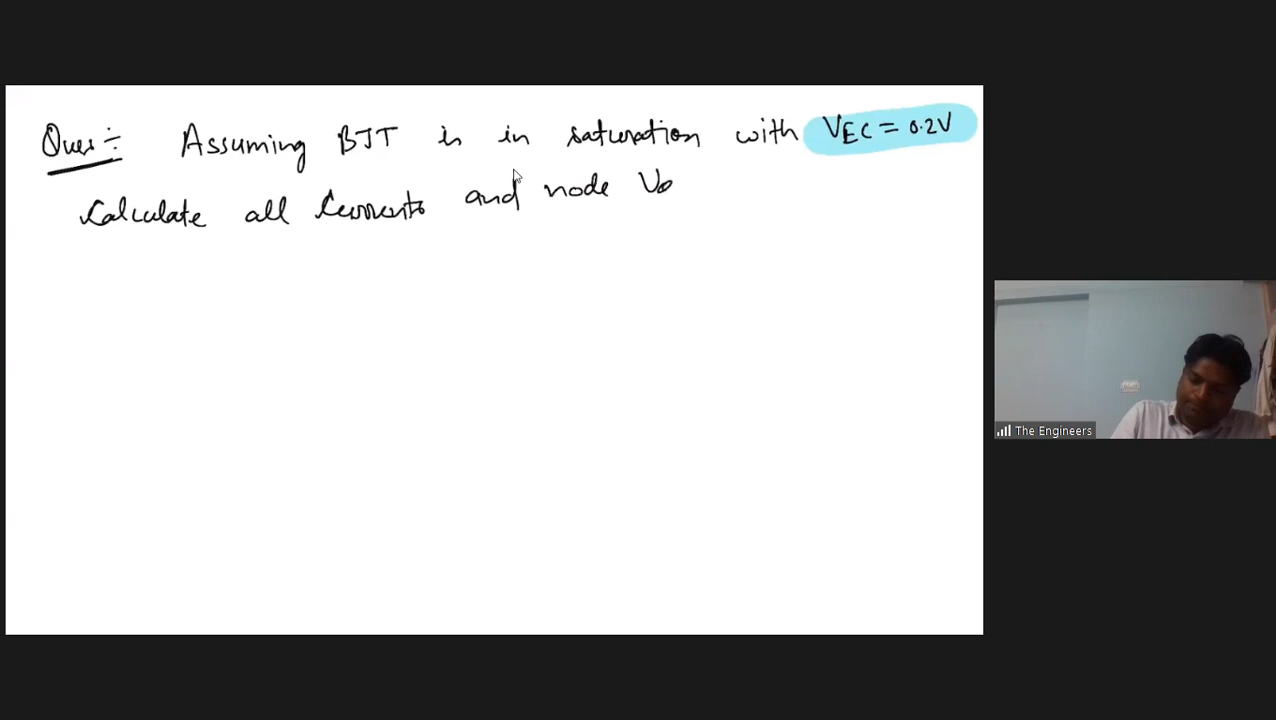 Ques :- Assuming BJT is in saturation with VEC = 0.2V
Calculate all Currents and node Vo
The Engineers